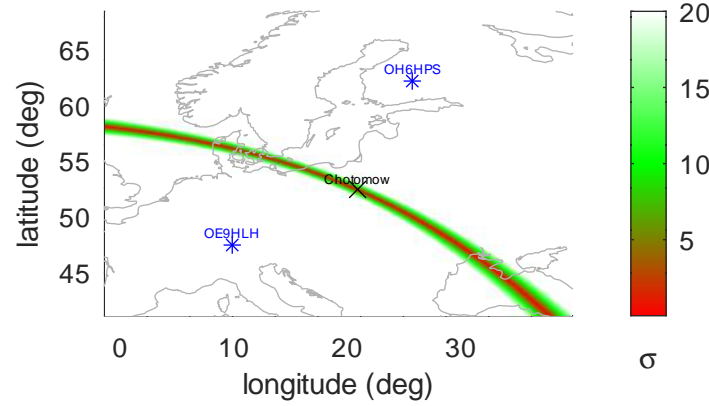 20
65
OH6HPS
60
15
55
Chotomow
10
50
OE9HLH
5
45
0 10 20 30
σ
longitude (deg)
latitude (deg)